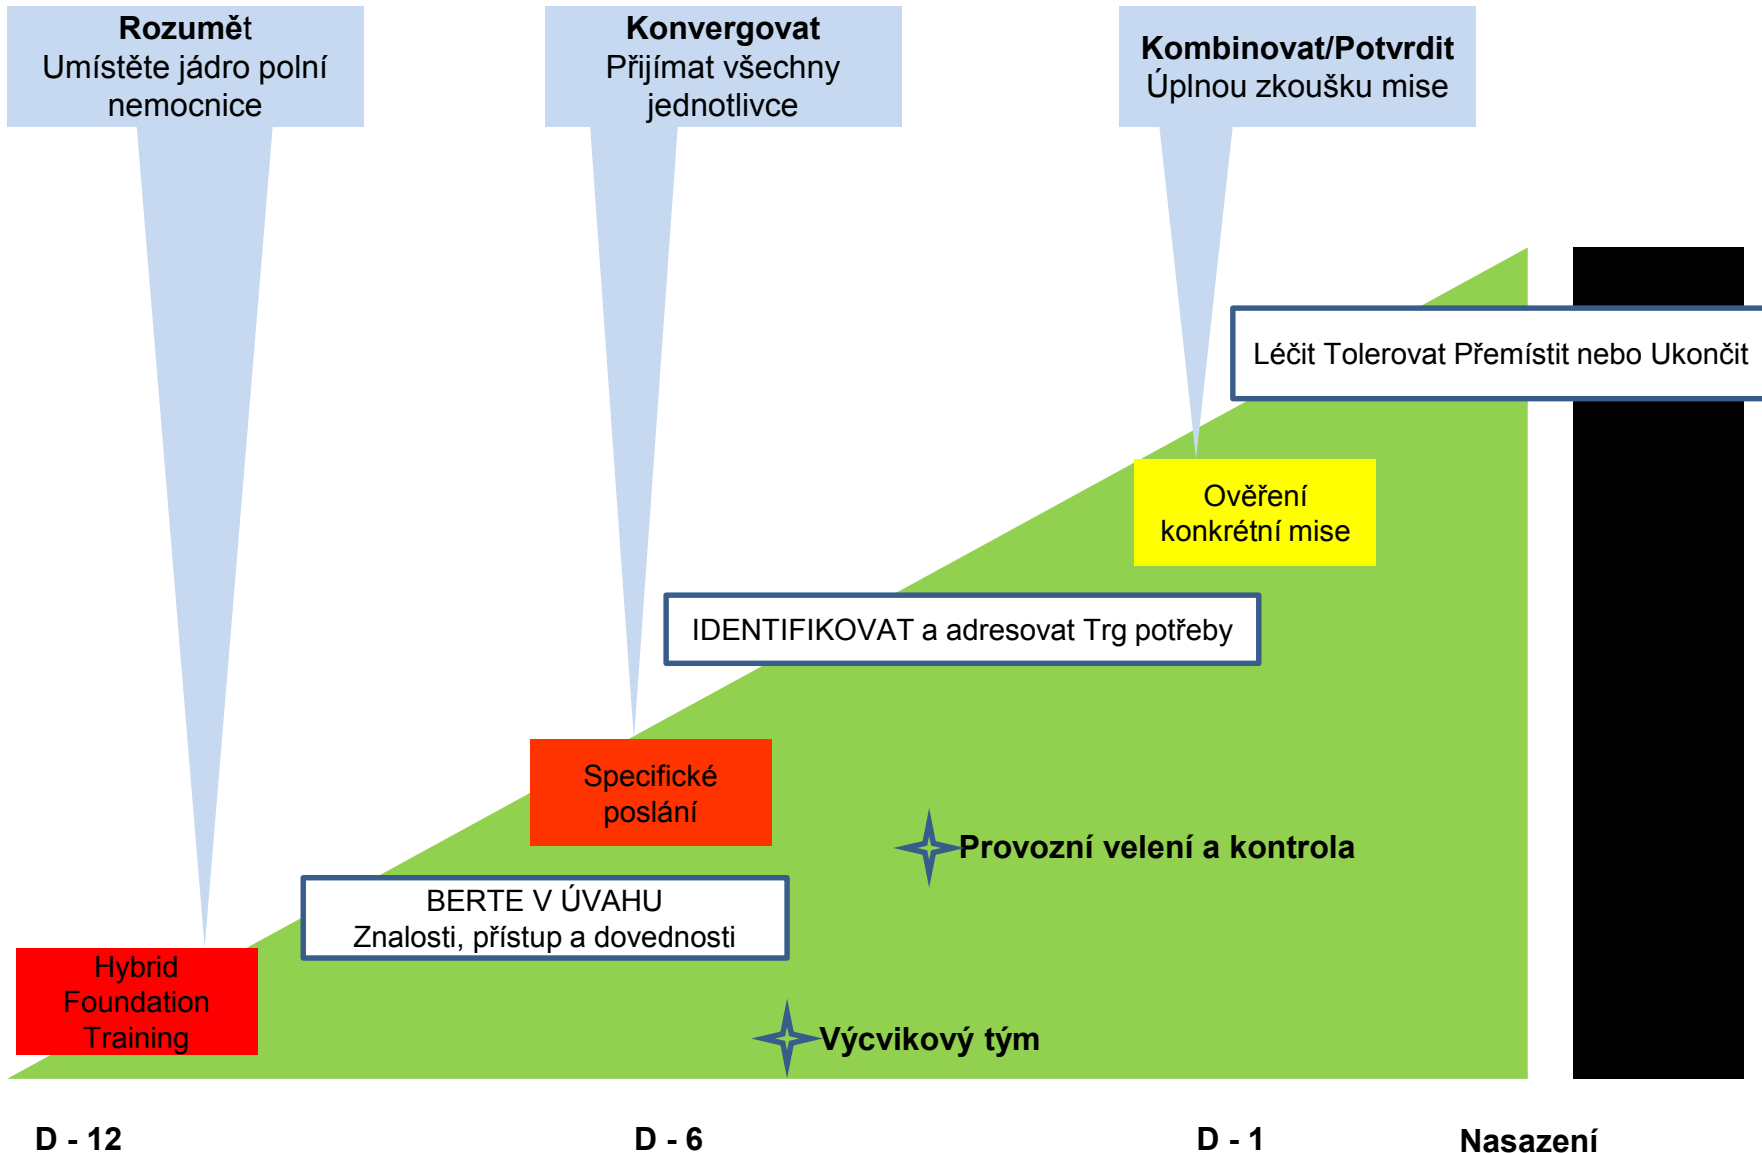 Rozumět
Umístěte jádro polní
nemocnice
Konvergovat
Přijímat všechny
jednotlivce
Kombinovat/Potvrdit
Úplnou zkoušku mise
Léčit Tolerovat Přemístit nebo Ukončit
Ověření
konkrétní mise
IDENTIFIKOVAT a adresovat Trg potřeby
Specifické
poslání
Provozní velení a kontrola
BERTE V ÚVAHU
Znalosti, přístup a dovednosti
Hybrid
Foundation
Training
Výcvikový tým
D - 12
D - 6
D - 1
Nasazení